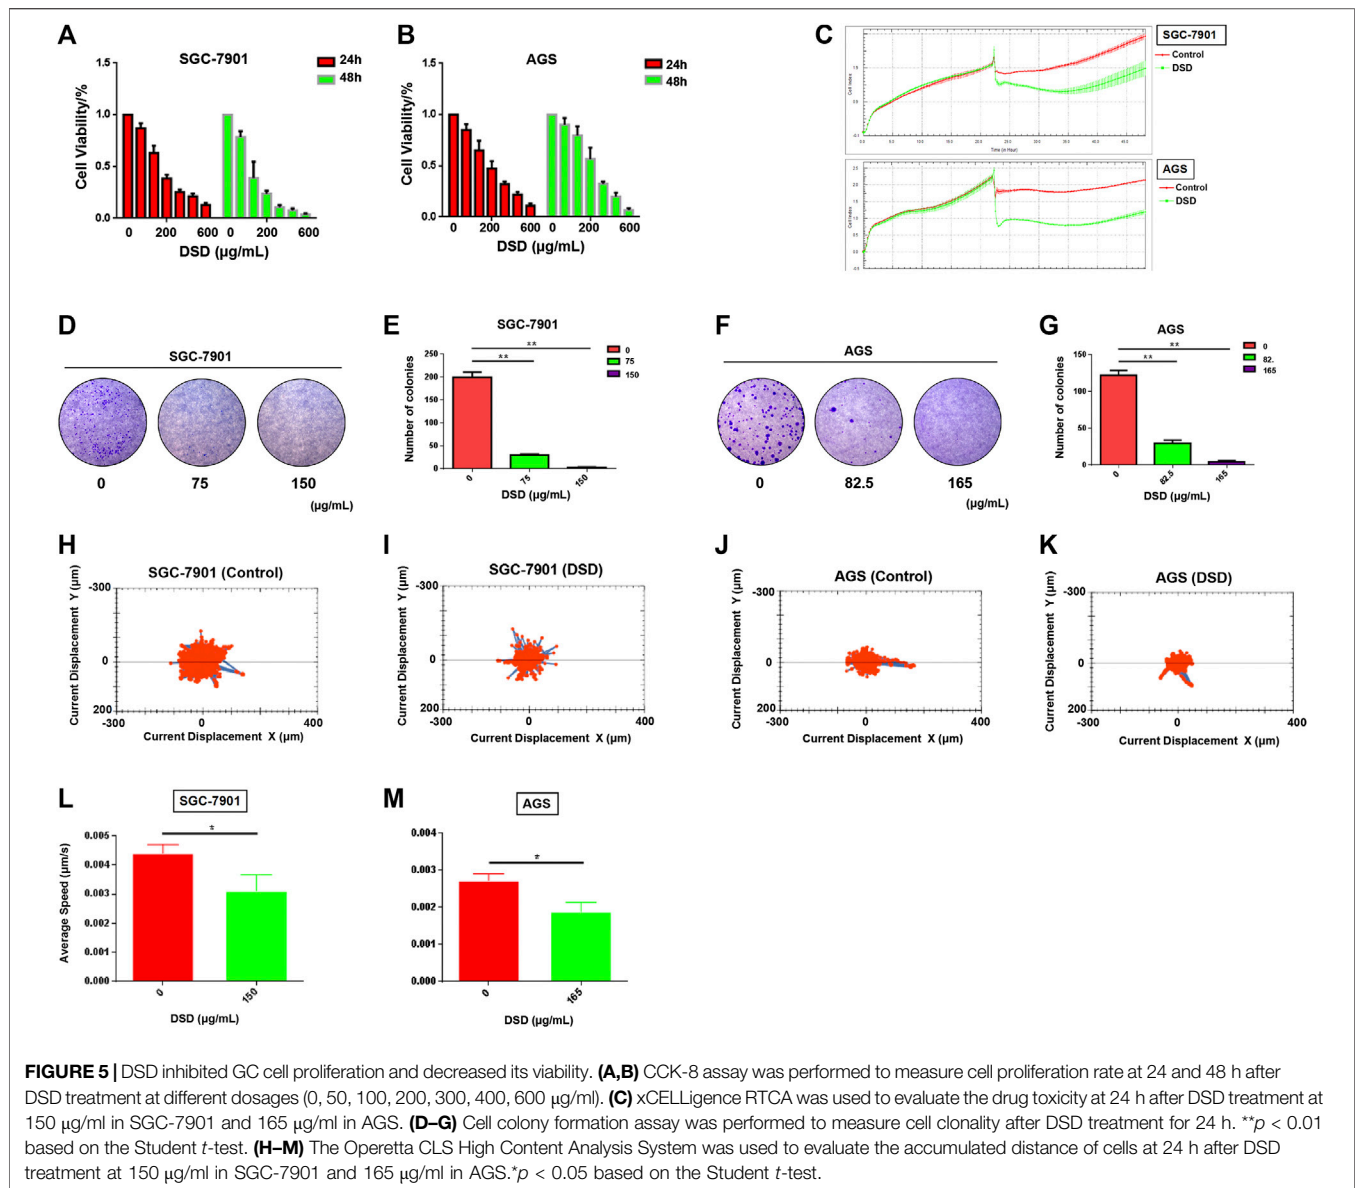 A
SGC-7901
24h
48h
Cell Viability/%
1.0
0.5
0.0
0 200 600 0 200 600
DSD (µg/mL)
B
AGS
24h
48h
Cell Viability/%
1.0
0.5
0.0
0 200 600 0 200 600
DSD (µg/mL)
C
SGC-7901
Control
DSD
Cell Index
Time (in Hour)
AGS
Control
DSD
Cell Index
D
SGC-7901
0 75 150
(µg/mL)
E
SGC-7901
** 
**
0
75
150
Number of colonies
250
200
150
100
50
0
0 75 150
DSD (µg/mL)
F
AGS
0 82.5 165
(µg/mL)
G
AGS
**
**
0
82.
165
Number of colonies
150
100
50
0
0 82.5 165
DSD (µg/mL)
H
SGC-7901 (Control)
Current Displacement Y (µm)
-300
0
200
-300 0 400
Current Displacement X (µm)
I
SGC-7901 (DSD)
Current Displacement Y (µm)
-300
0
200
-300 0 400
Current Displacement X (µm)
J
AGS (Control)
Current Displacement Y (µm)
-300
0
200
-300 0 400
Current Displacement X (µm)
K
AGS (DSD)
Current Displacement Y (µm)
-300
0
200
-300 0 400
Current Displacement X (µm)
L
SGC-7901
*
Average Speed (µm/s)
0.005
0.004
0.003
0.002
0.001
0.000
0 150
DSD (µg/mL)
M
AGS
*
0.004
0.003
0.002
0.001
0.000
0 165
DSD (µg/mL)
FIGURE 5 | DSD inhibited GC cell proliferation and decreased its viability. (A,B) CCK-8 assay was performed to measure cell proliferation rate at 24 and 48 h after
DSD treatment at different dosages (0, 50, 100, 200, 300, 400, 600 µg/ml). (C) xCELLigence RTCA was used to evaluate the drug toxicity at 24 h after DSD treatment at
150 µg/ml in SGC-7901 and 165 µg/ml in AGS. (D–G) Cell colony formation assay was performed to measure cell clonality after DSD treatment for 24 h. **p < 0.01
based on the Student t-test. (H–M) The Operetta CLS High Content Analysis System was used to evaluate the accumulated distance of cells at 24 h after DSD
treatment at 150 µg/ml in SGC-7901 and 165 µg/ml in AGS.*p < 0.05 based on the Student t-test.